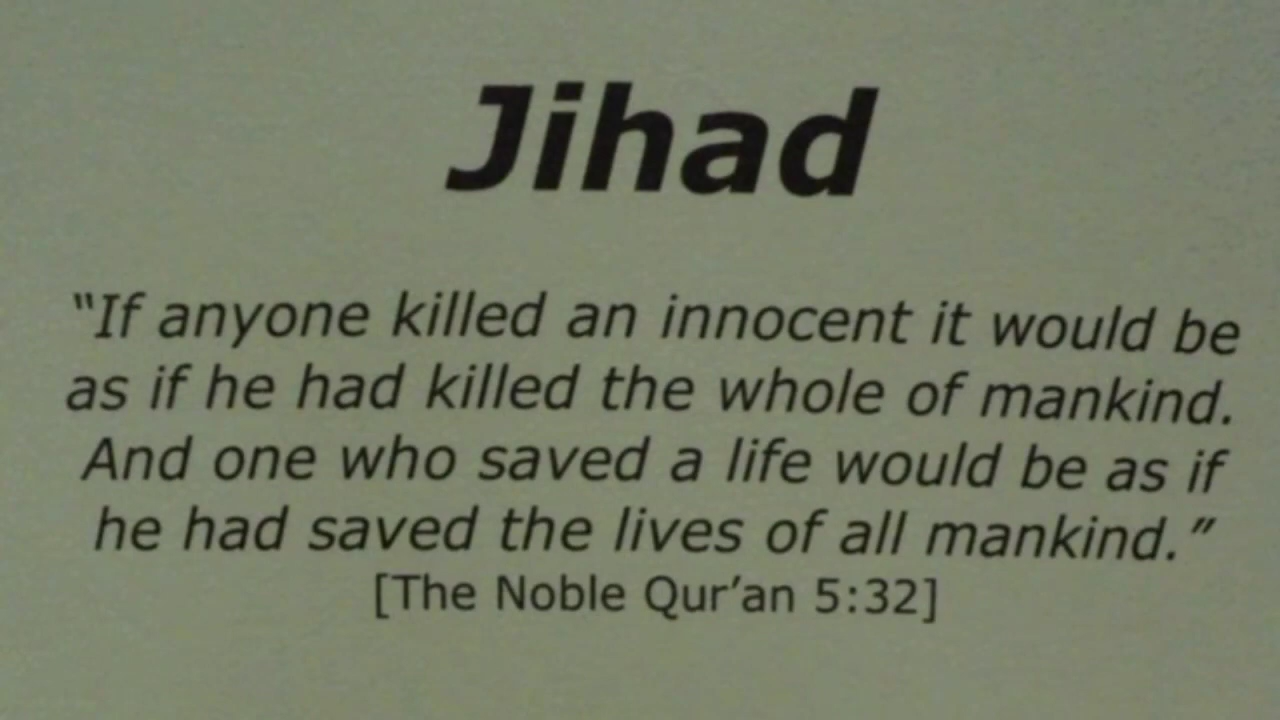 Jihad
“If anyone killed an innocent it would be
as if he had killed the whole of mankind.
And one who saved a life would be as if
he had saved the lives of all mankind.”
[The Noble Qur’an 5:32]